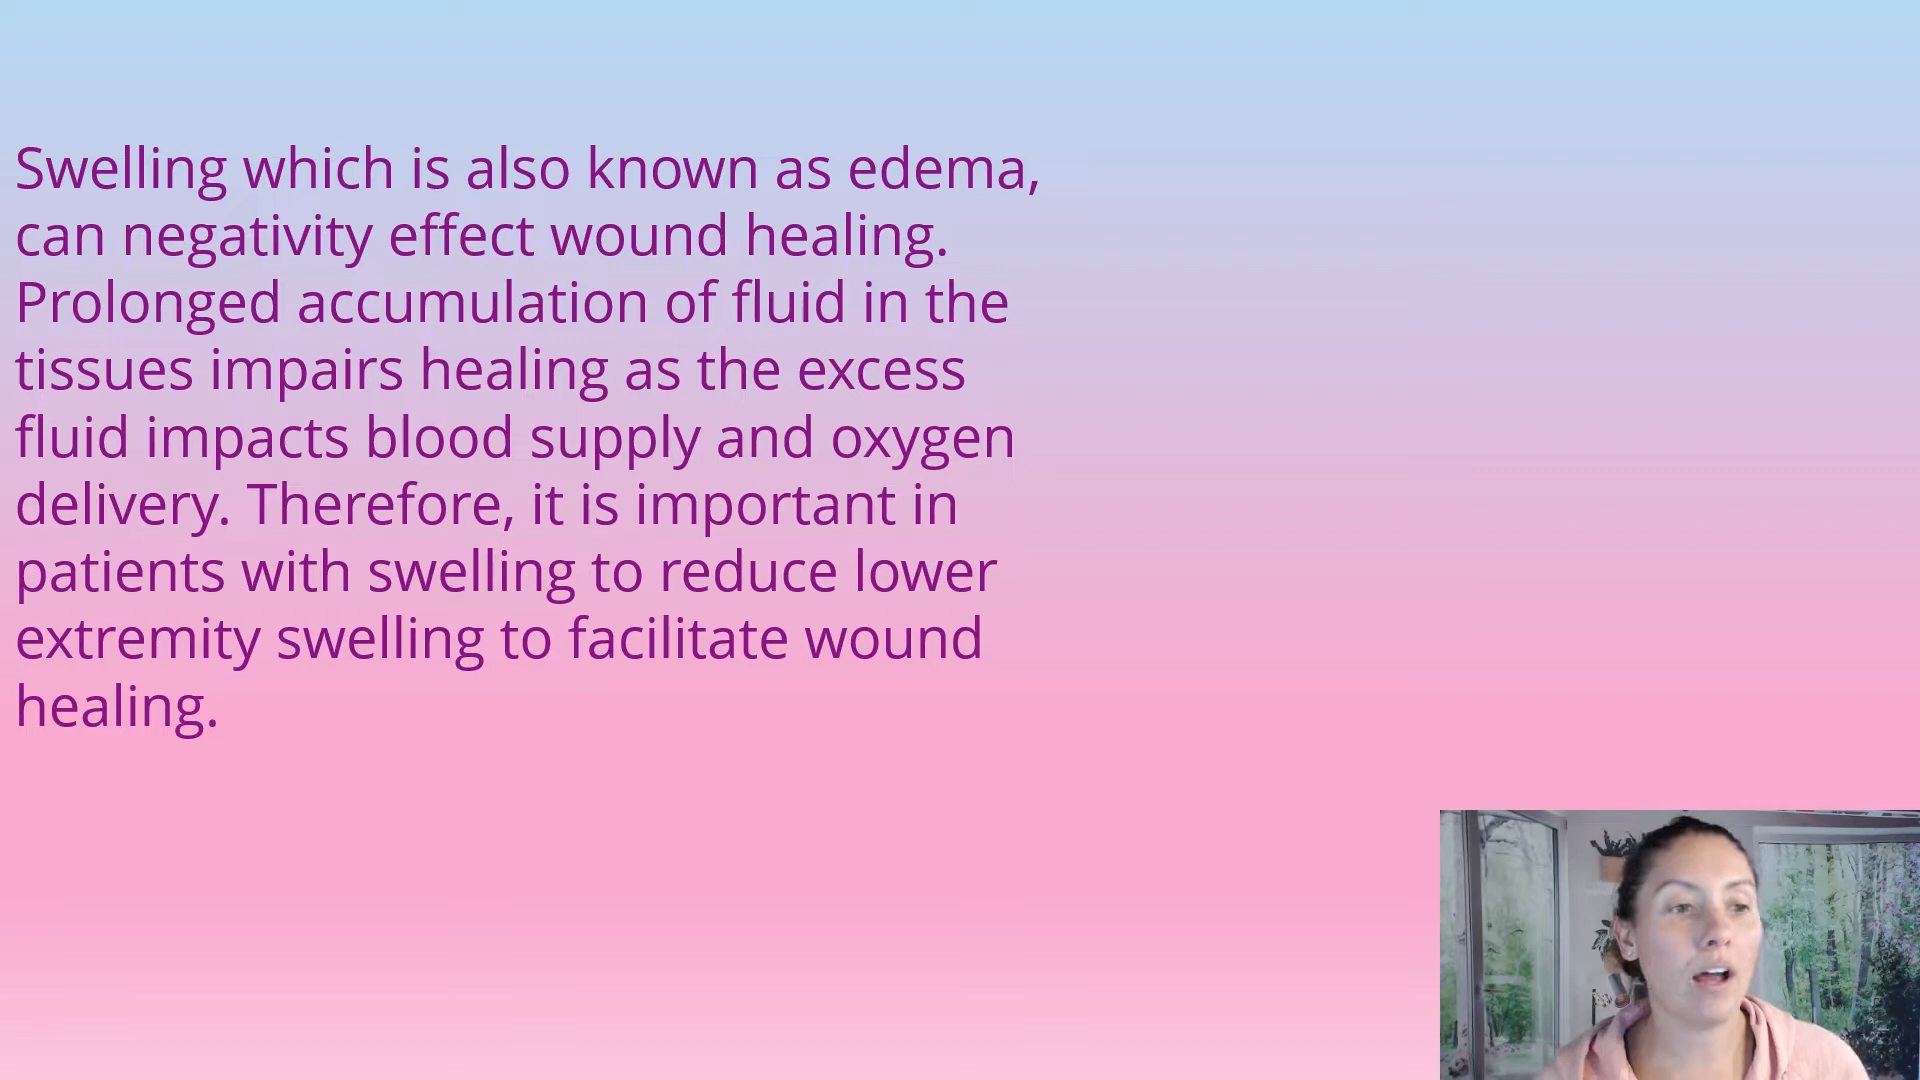 Swelling which is also known as edema,
can negativity effect wound healing.
Prolonged accumulation of fluid in the
tissues impairs healing as the excess
fluid impacts blood supply and oxygen
delivery. Therefore, it is important in
patients with swelling to reduce lower
extremity swelling to facilitate wound
healing.